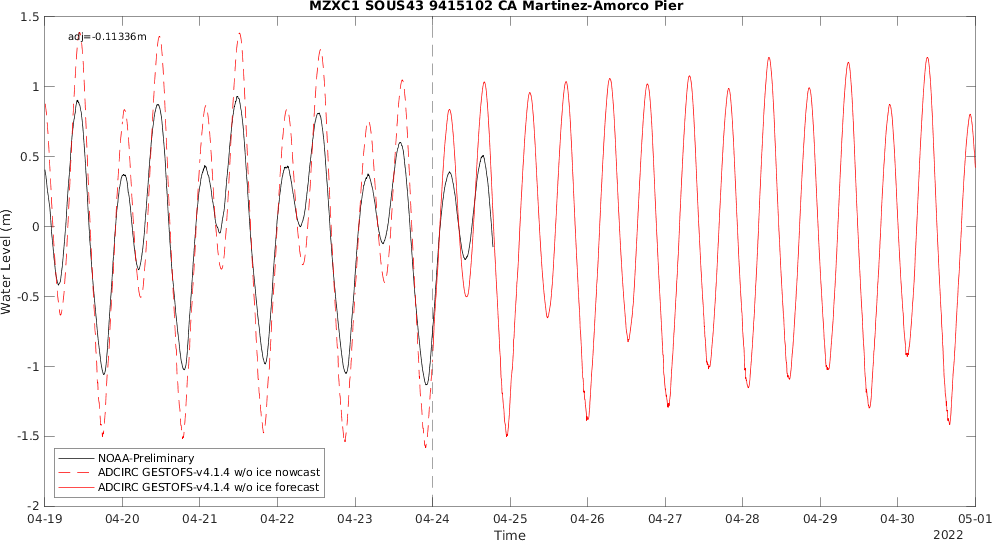 MZXC1 SOUS43 9415102 CA Martinez-Amorco Pier
adj=-0.11336m
1.5
1
0.5
0
-0.5
-1
-1.5
-2
Water Level (m)
NOAA-Preliminary
ADCIRC GESTOFS-v4.1.4 w/o ice nowcast
ADCIRC GESTOFS-v4.1.4 w/o ice forecast
04-19 04-20 04-21 04-22 04-23 04-24 04-25 04-26 04-27 04-28 04-29 04-30 05-01
Time
2022